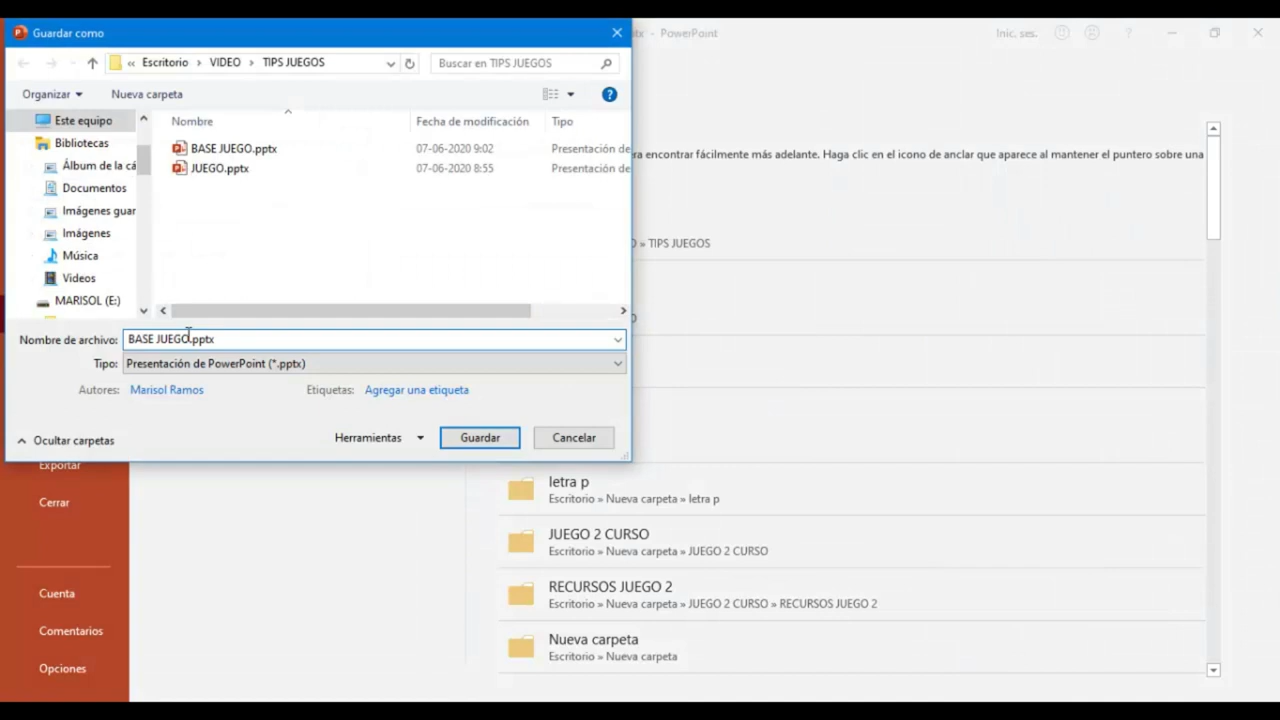 Guardar como
tx - PowerPoint
Inic. ses.
?
« Escritorio › VIDEO › TIPS JUEGOS
Buscar en TIPS JUEGOS
Organizar
Nueva carpeta
?
Este equipo
Bibliotecas
Álbum de la cá
Documentos
Imágenes guar
Imágenes
Música
Videos
MARISOL (E:)
Nombre
Fecha de modificación
Tipo
BASE JUEGO.pptx
07-06-2020 9:02
Presentación de
JUEGO.pptx
07-06-2020 8:55
Presentación de
ra encontrar fácilmente más adelante. Haga clic en el icono de anclar que aparece al mantener el puntero sobre una
O » TIPS JUEGOS
Nombre de archivo:
BASE JUEGO.pptx
Tipo:
Presentación de PowerPoint (*.pptx)
Autores:
Marisol Ramos
Etiquetas:
Agregar una etiqueta
Ocultar carpetas
Herramientas
Guardar
Cancelar
Exportar
Cerrar
Cuenta
Comentarios
Opciones
letra p
Escritorio » Nueva carpeta » letra p
JUEGO 2 CURSO
Escritorio » Nueva carpeta » JUEGO 2 CURSO
RECURSOS JUEGO 2
Escritorio » Nueva carpeta » JUEGO 2 CURSO » RECURSOS JUEGO 2
Nueva carpeta
Escritorio » Nueva carpeta